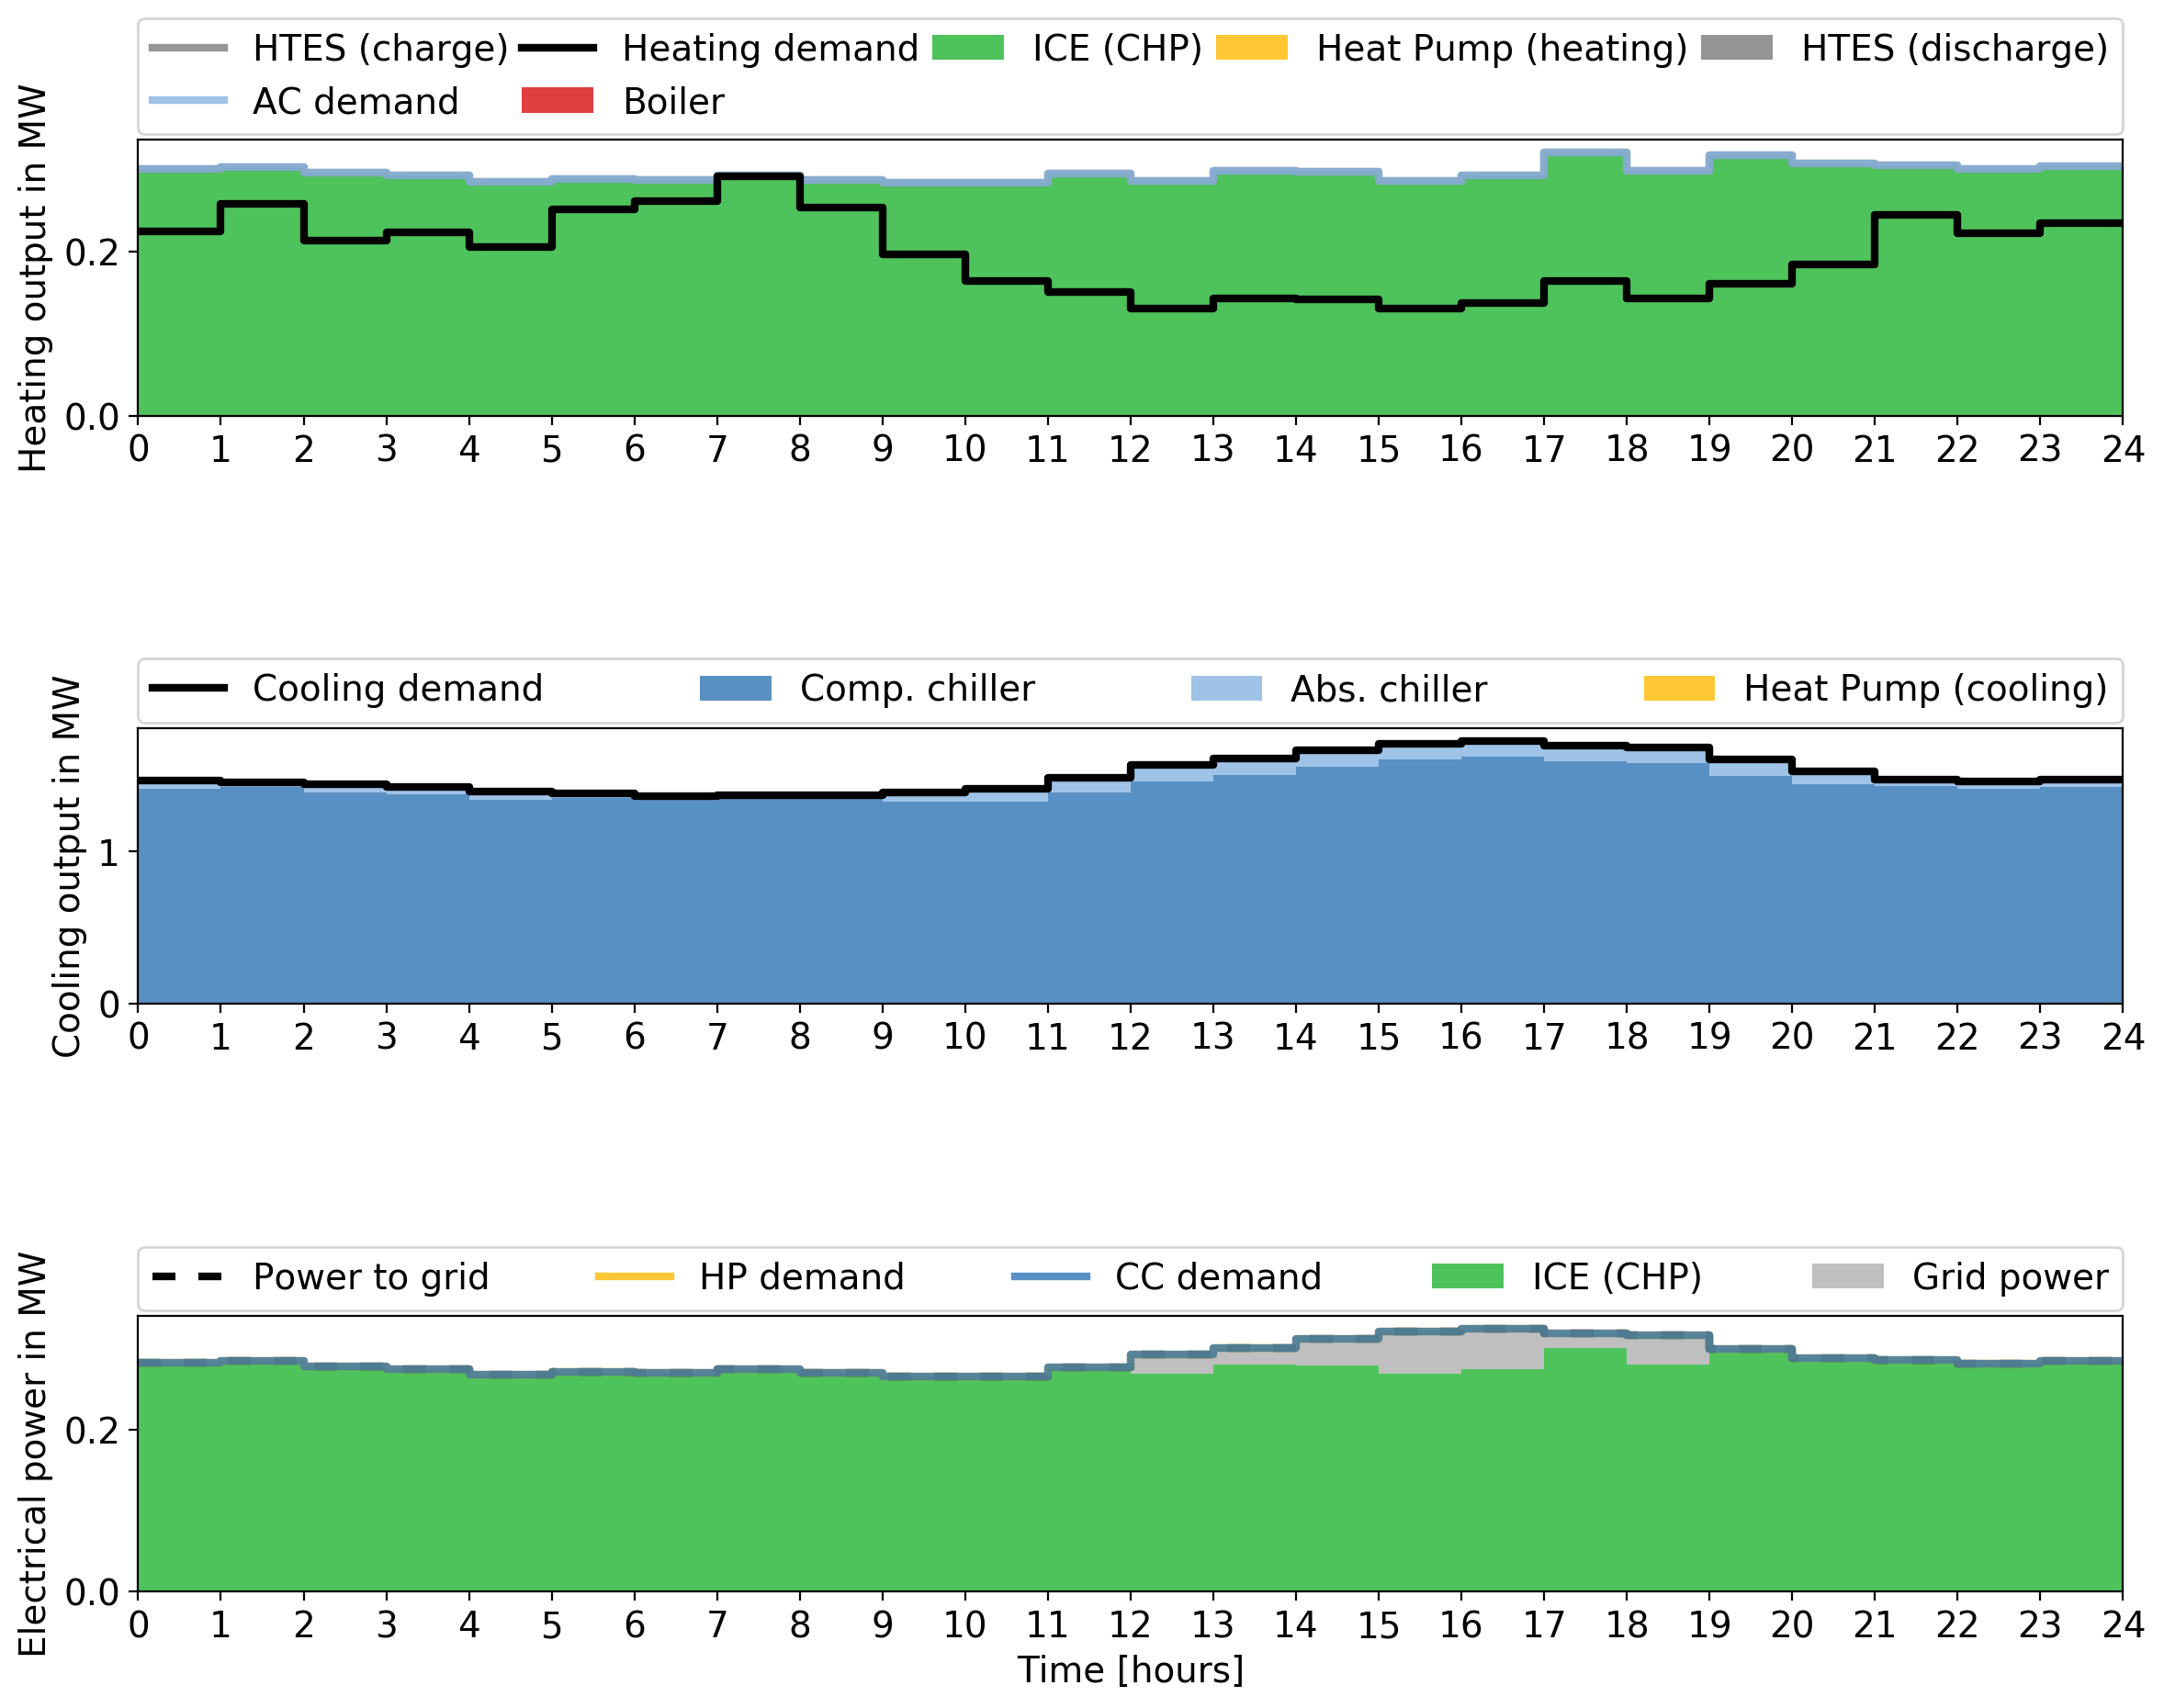 HTES (charge) Heating demand ICE (CHP) Heat Pump (heating) HTES (discharge)
AC demand Boiler
Heating output in MW
0.2
0.0
0 1 2 3 4 5 6 7 8 9 10 11 12 13 14 15 16 17 18 19 20 21 22 23 24
Cooling demand Comp. chiller Abs. chiller Heat Pump (cooling)
Cooling output in MW
1
0
0 1 2 3 4 5 6 7 8 9 10 11 12 13 14 15 16 17 18 19 20 21 22 23 24
Power to grid HP demand CC demand ICE (CHP) Grid power
Electrical power in MW
0.2
0.0
0 1 2 3 4 5 6 7 8 9 10 11 12 13 14 15 16 17 18 19 20 21 22 23 24
Time [hours]